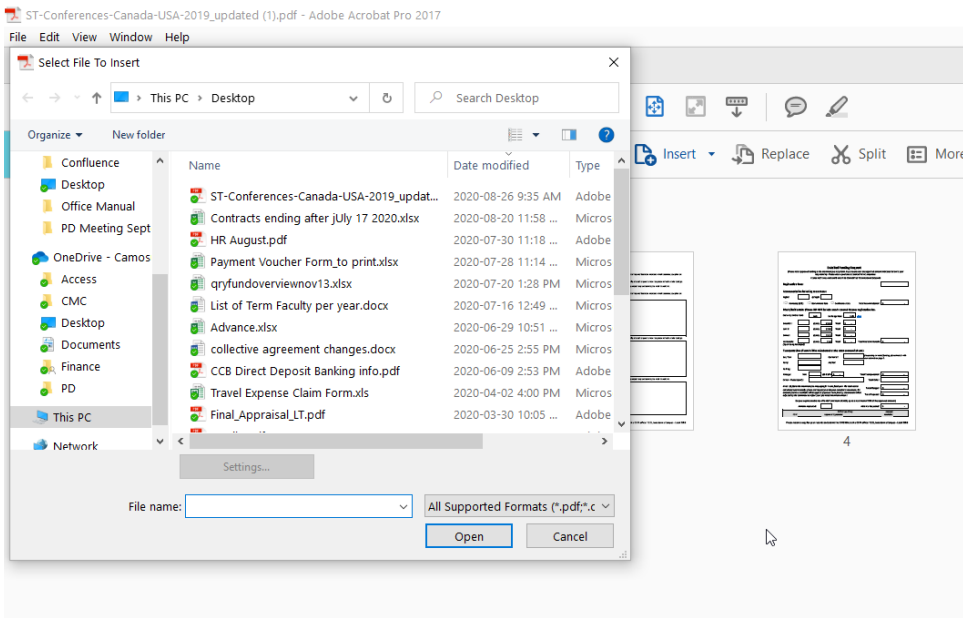 ST-Conferences-Canada-USA-2019_updated (1).pdf - Adobe Acrobat Pro 2017
File Edit View Window Help
Select File To Insert
This PC > Desktop
Search Desktop
Organize New folder
Insert Replace Split More
Name Date modified Type
Confluence
Desktop
Office Manual
PD Meeting Sept
OneDrive - Camos
Access
CMC
Desktop
Documents
Finance
PD
This PC
Network
ST-Conferences-Canada-USA-2019_updat... 2020-08-26 9:35 AM Adobe
Contracts ending after jUly 17 2020.xlsx 2020-08-20 11:58 ... Micros
HR August.pdf 2020-07-30 11:18 ... Adobe
Payment Voucher Form_to print.xlsx 2020-07-28 11:14 ... Micros
qryfundoverviewnov13.xlsx 2020-07-20 1:28 PM Micros
List of Term Faculty per year.docx 2020-07-16 12:49 ... Micros
Advance.xlsx 2020-06-29 10:51 ... Micros
collective agreement changes.docx 2020-06-25 2:55 PM Micros
CCB Direct Deposit Banking info.pdf 2020-06-09 2:53 PM Adobe
Travel Expense Claim Form.xls 2020-04-02 4:00 PM Micros
Final_Appraisal_LT.pdf 2020-03-30 10:05 ... Adobe
4
Settings...
File name: All Supported Formats (*.pdf;*.c
Open Cancel